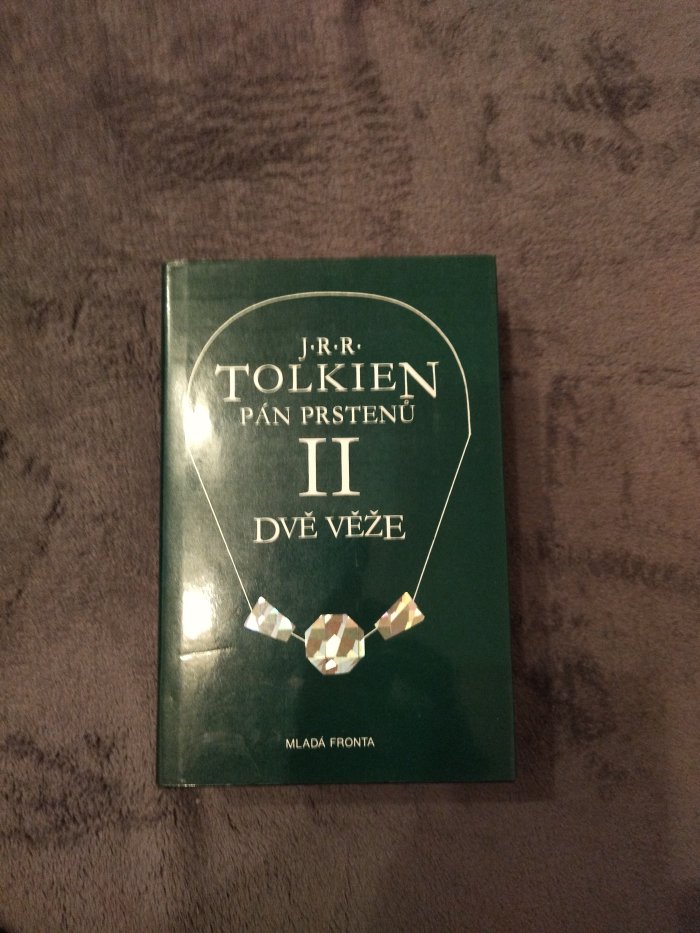 J·R·R·
TOLKIEN
PÁN PRSTENŮ
II
DVĚ VĚŽE
MLADÁ FRONTA